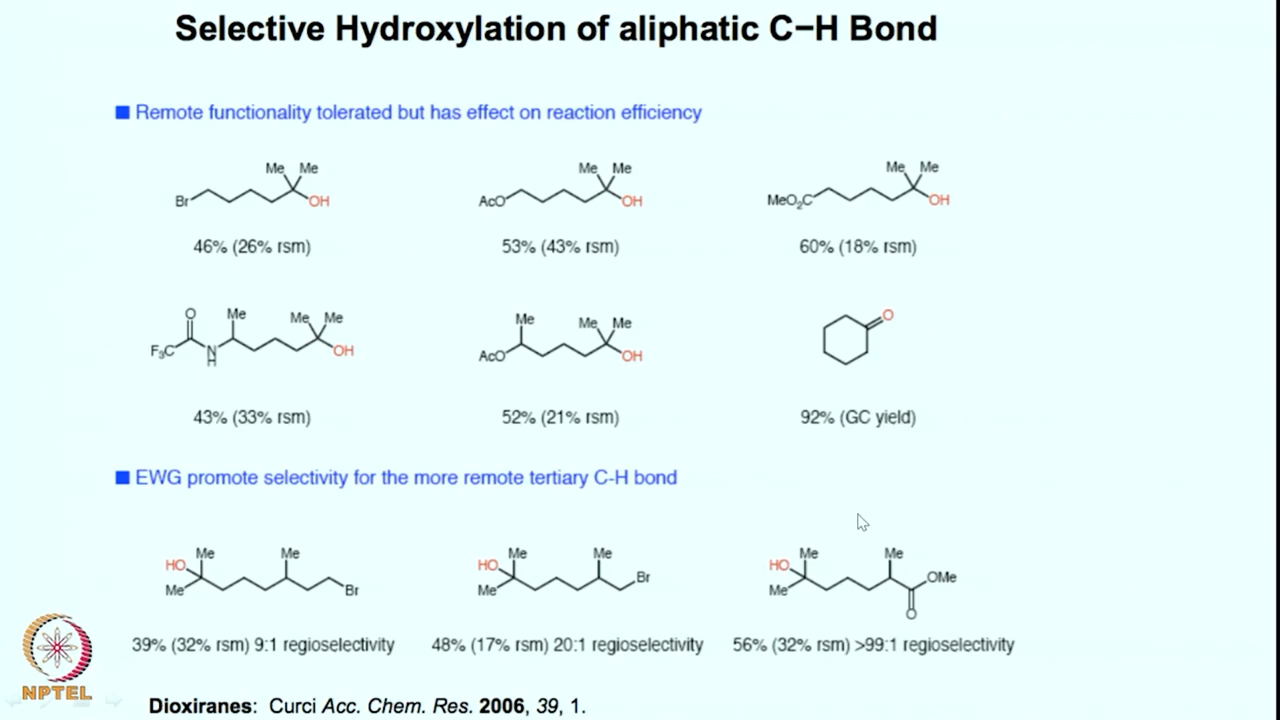 Selective Hydroxylation of aliphatic C−H Bond
Remote functionality tolerated but has effect on reaction efficiency
Me Me
Br OH
46% (26% rsm)
Me Me
AcO OH
53% (43% rsm)
Me Me
MeO₂C OH
60% (18% rsm)
O Me Me Me
F₃C N H OH
43% (33% rsm)
Me Me Me
AcO OH
52% (21% rsm)
O
92% (GC yield)
EWG promote selectivity for the more remote tertiary C-H bond
HO Me Me
Me Br
39% (32% rsm) 9:1 regioselectivity
HO Me Me
Me Br
48% (17% rsm) 20:1 regioselectivity
HO Me Me
Me OMe
O
56% (32% rsm) >99:1 regioselectivity
NPTEL
Dioxiranes: Curci Acc. Chem. Res. 2006, 39, 1.